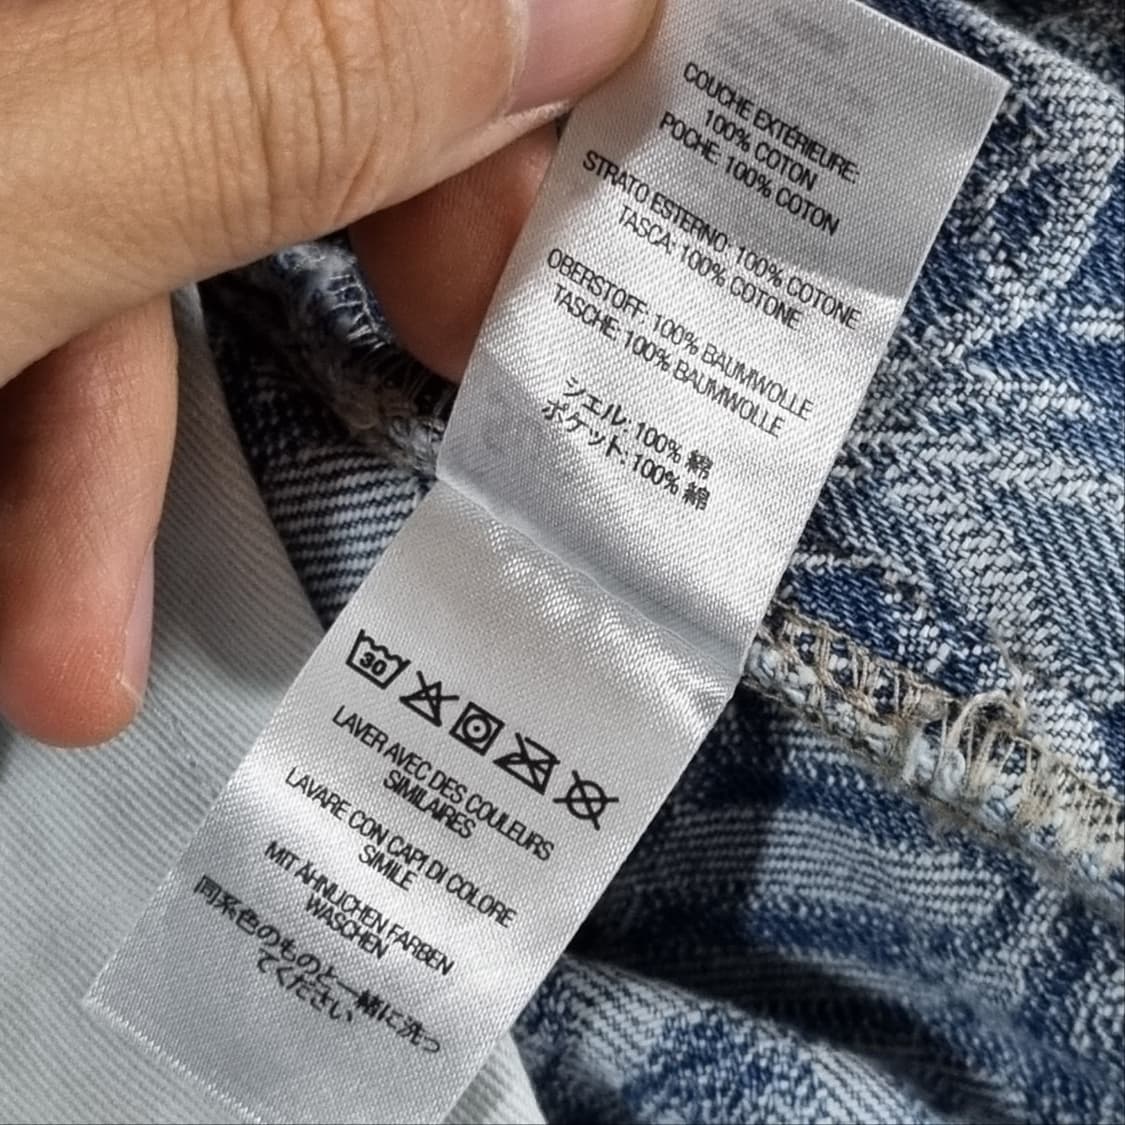 COUCHE EXTÉRIEURE:
100% COTON
POCHE: 100% COTON
STRATO ESTERNO: 100% COTONE
TASCA: 100% COTONE
OBERSTOFF: 100% BAUMWOLLE
TASCHE: 100% BAUMWOLLE
シェル: 100% 綿
ポケット: 100% 綿
30
LAVER AVEC DES COULEURS
SIMILAIRES
LAVARE CON CAPI DI COLORE
SIMILE
MIT ÄHNLICHEN FARBEN
WASCHEN
同系色のものと一緒に洗っ
てください